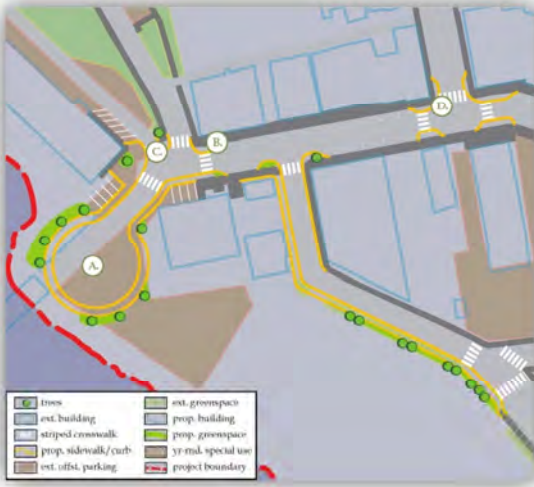 C.
B.
D.
A.
trees
ext. building
striped crosswalk
prop. sidewalk/curb
ext. offst. parking
ext. greenspace
prop. building
prop. greenspace
yr-rnd. special use
project boundary